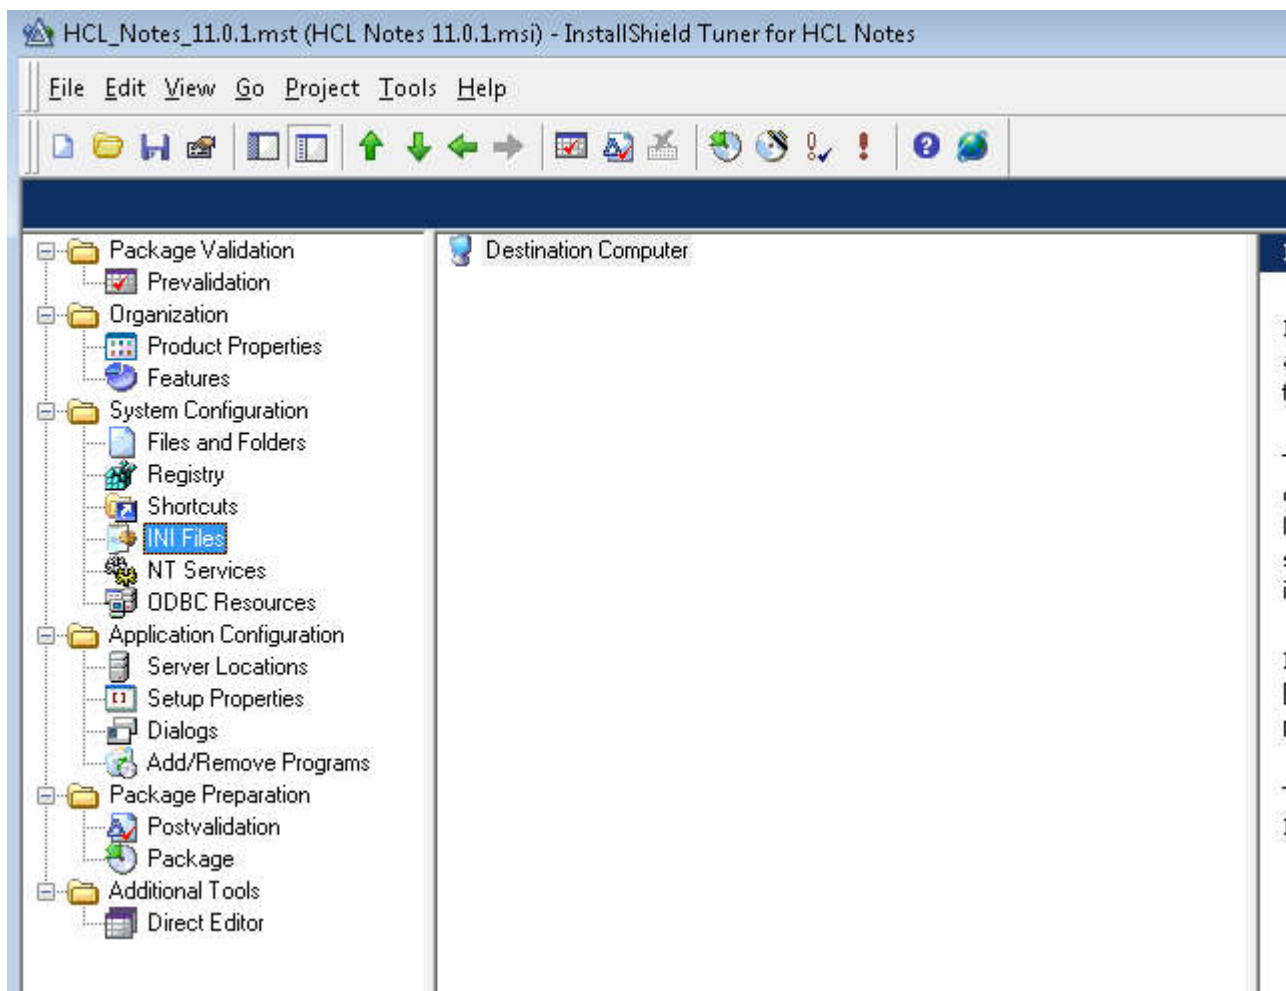 HCL_Notes_11.0.1.mst (HCL Notes 11.0.1.msi) - InstallShield Tuner for HCL Notes
File Edit View Go Project Tools Help
Package Validation
Prevalidation
Organization
Product Properties
Features
System Configuration
Files and Folders
Registry
Shortcuts
INI Files
NT Services
ODBC Resources
Application Configuration
Server Locations
Setup Properties
Dialogs
Add/Remove Programs
Package Preparation
Postvalidation
Package
Additional Tools
Direct Editor
Destination Computer